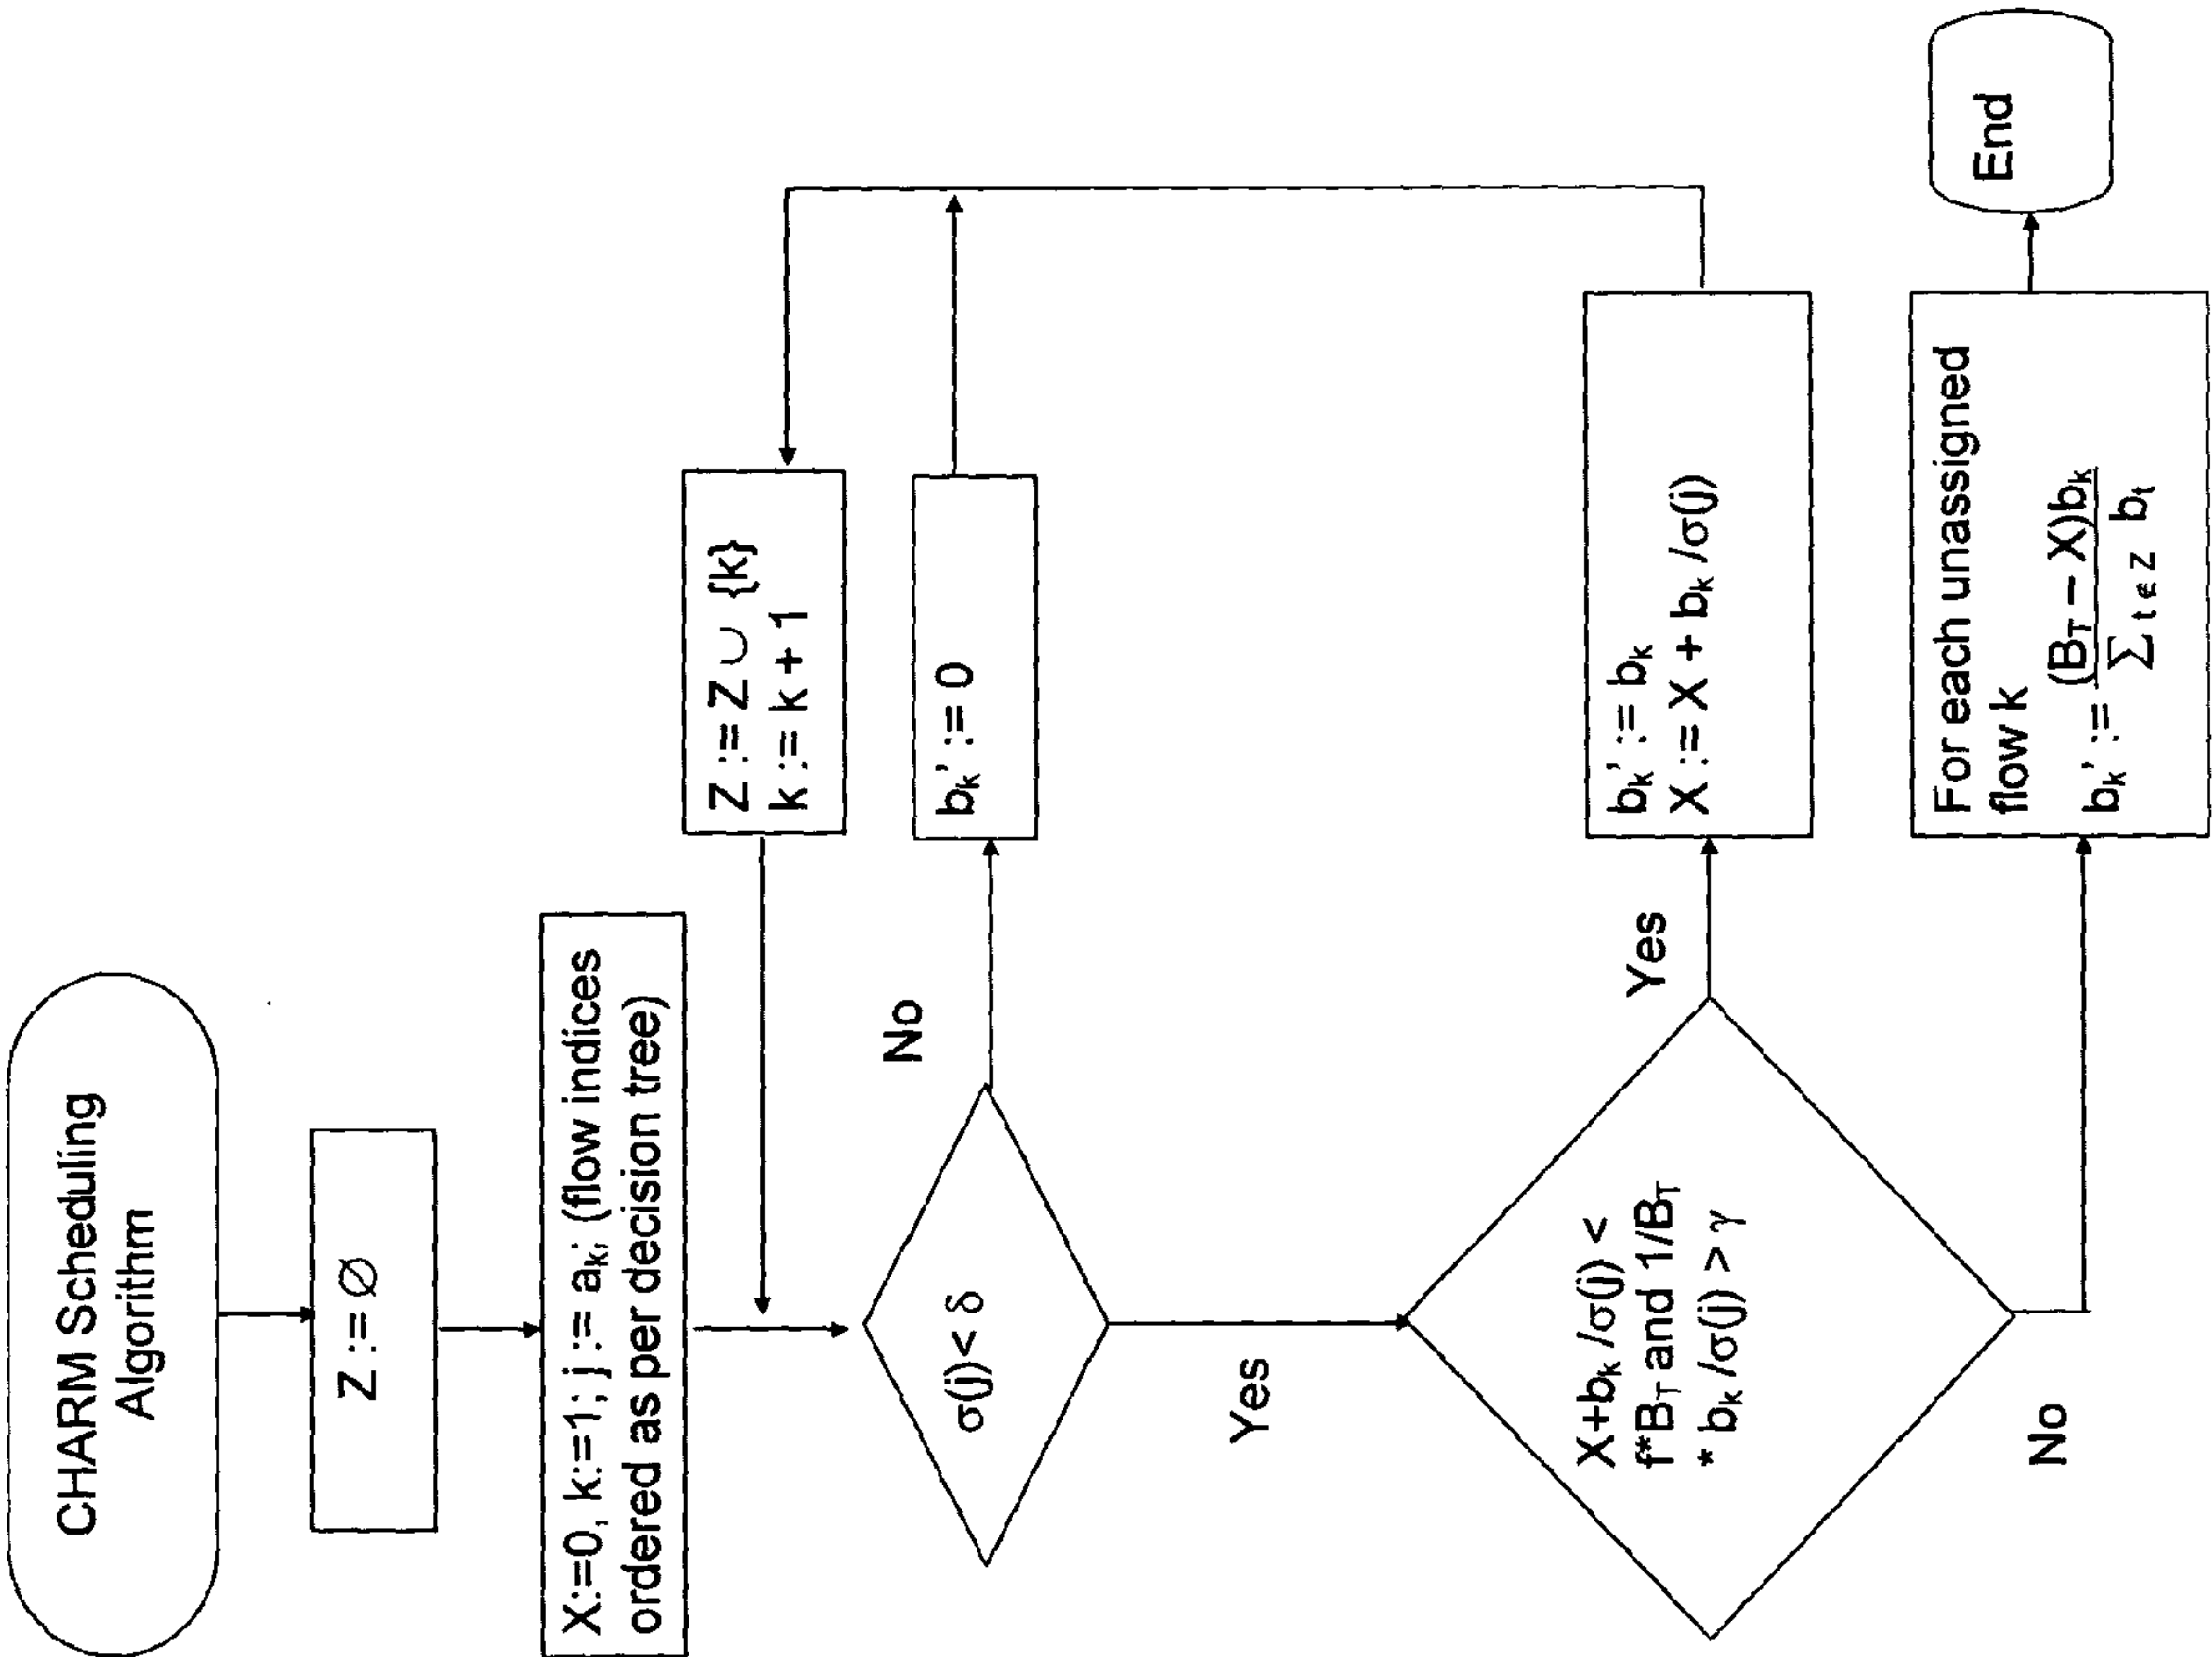 CHARM Scheduling
Algorithm
Z := ∅
X:=0, k:=1; j := aₖ; (flow indices
ordered as per decision tree)
Z := Z ∪ {k}
k := k + 1
σ(j) < δ
No
bₖ' := 0
Yes
X+bₖ /σ(j) <
f*B_T and 1/B_T
* bₖ /σ(j) > γ
Yes
bₖ' := bₖ
X := X + bₖ /σ(j)
No
For each unassigned
flow k
bₖ' := (B_T – X)bₖ
∑ t ∉ Z bₜ
End